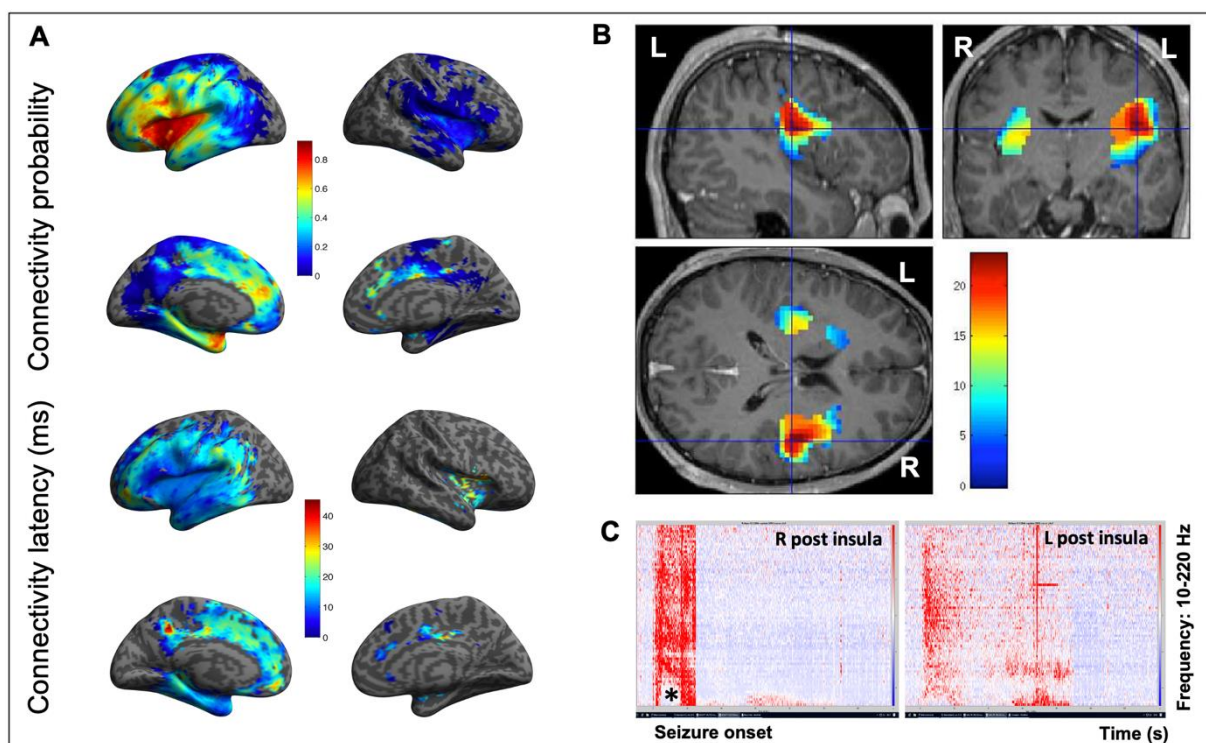 A
Connectivity probability
0.8
0.6
0.4
0.2
0
Connectivity latency (ms)
40
30
20
10
0
B
L
R L
L
R
20
15
10
5
0
C
R post insula
L post insula
*
Frequency: 10-220 Hz
Seizure onset
Time (s)